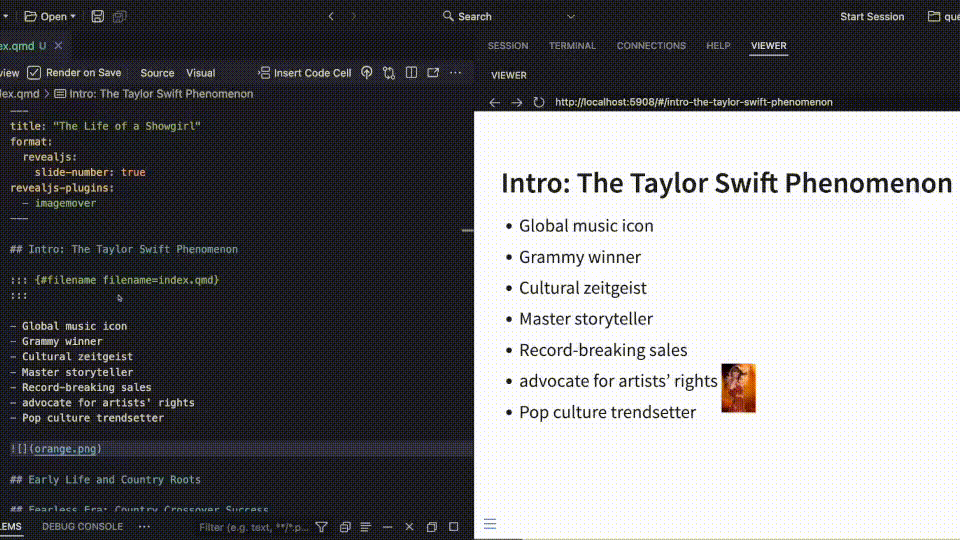 Open
Search
Start Session
que
ex.qmd U
SESSION TERMINAL CONNECTIONS HELP VIEWER
view Render on Save Source Visual Insert Code Cell ...
VIEWER
dex.qmd > Intro: The Taylor Swift Phenomenon
http://localhost:5908/#/intro-the-taylor-swift-phenomenon
---
title: "The Life of a Showgirl"
format:
revealjs:
slide-number: true
revealjs-plugins:
- imagemover
---
## Intro: The Taylor Swift Phenomenon
::: {#filename filename=index.qmd}
:::
- Global music icon
- Grammy winner
- Cultural zeitgeist
- Master storyteller
- Record-breaking sales
- advocate for artists' rights
- Pop culture trendsetter
![](orange.png)
## Early Life and Country Roots
## Fearless Era: Country Crossover Success
LEMS DEBUG CONSOLE ... Filter (e.g. text, **/*.p...
Intro: The Taylor Swift Phenomenon
• Global music icon
• Grammy winner
• Cultural zeitgeist
• Master storyteller
• Record-breaking sales
• advocate for artists’ rights
• Pop culture trendsetter